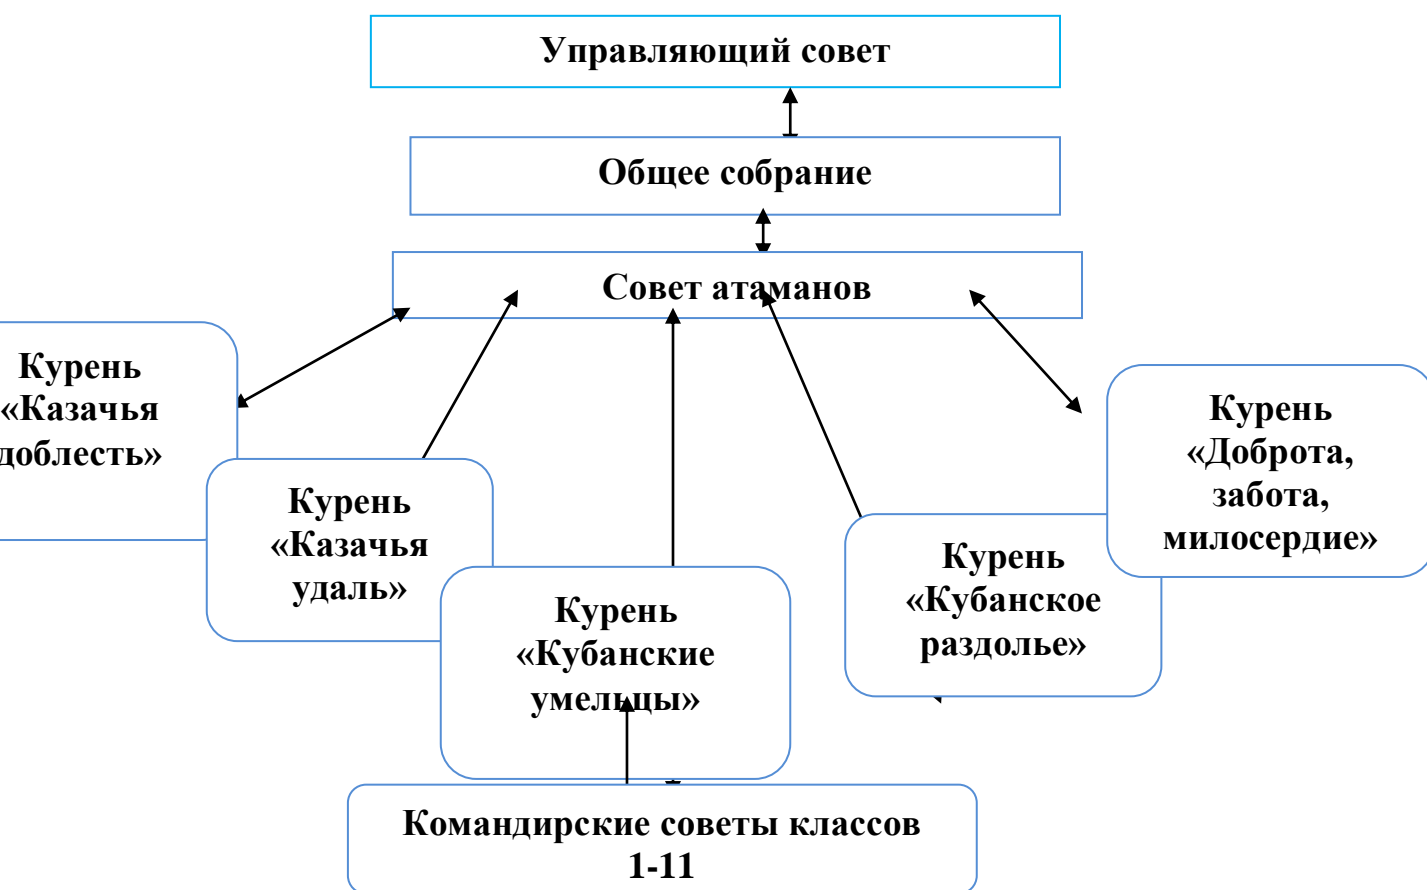 Управляющий совет
Общее собрание
Совет атаманов
Курень
«Казачья
доблесть»
Курень
«Казачья
удаль»
Курень
«Кубанские
умельцы»
Курень
«Кубанское
раздолье»
Курень
«Доброта,
забота,
милосердие»
Командирские советы классов
1-11